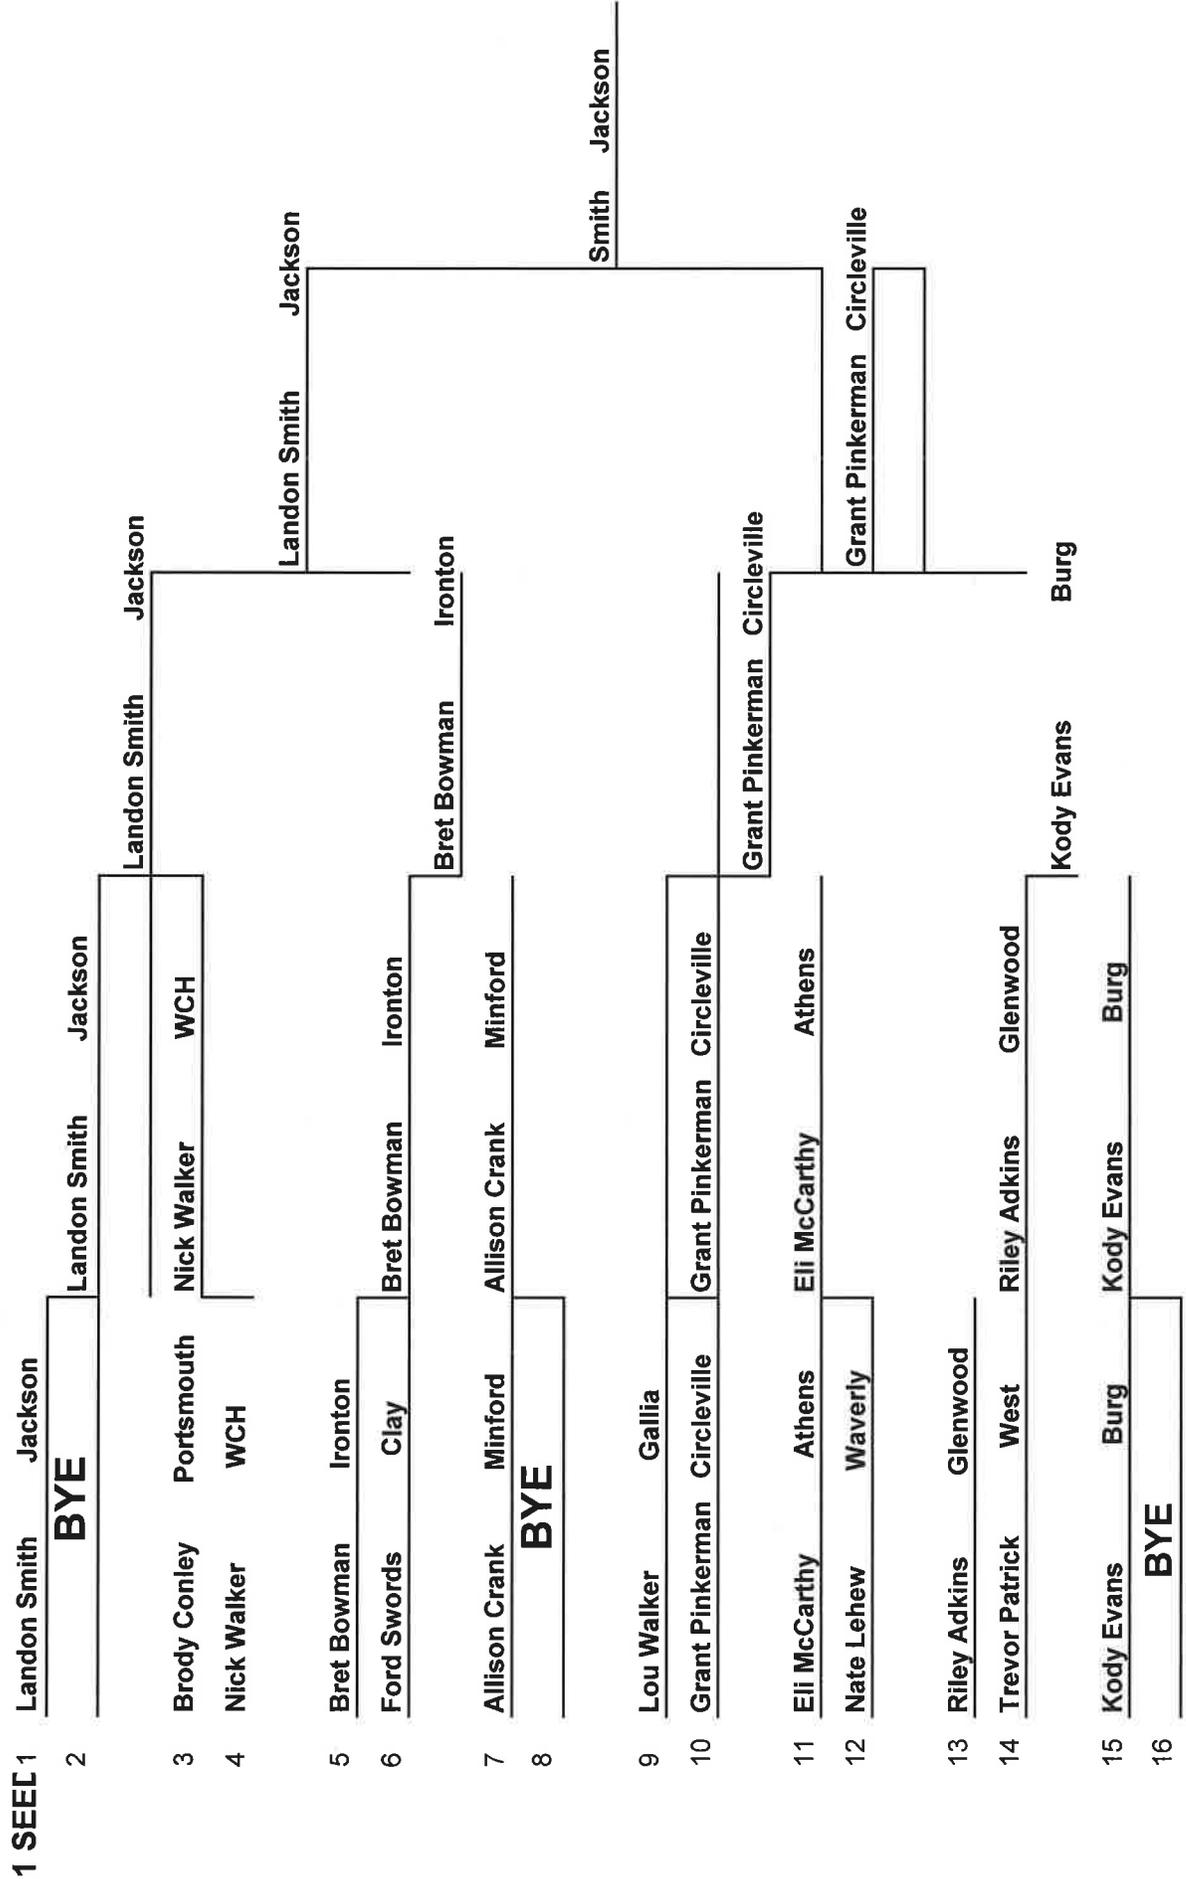 1 SEED
1 Landon Smith Jackson
2 BYE
3 Brody Conley Portsmouth
4 Nick Walker WCH
5 Bret Bowman Ironton
6 Ford Swords Clay
7 Allison Crank Minford
8 BYE
9 Lou Walker Gallia
10 Grant Pinkerman Circleville
11 Eli McCarthy Athens
12 Nate Lehew Waverly
13 Riley Adkins Glenwood
14 Trevor Patrick West
15 Kody Evans Burg
16 BYE
Landon Smith Jackson
Nick Walker WCH
Bret Bowman Ironton
Allison Crank Minford
Grant Pinkerman Circleville
Eli McCarthy Athens
Riley Adkins Glenwood
Kody Evans Burg
Landon Smith Jackson
Bret Bowman Ironton
Grant Pinkerman Circleville
Kody Evans Burg
Landon Smith Jackson
Grant Pinkerman Circleville
Smith Jackson